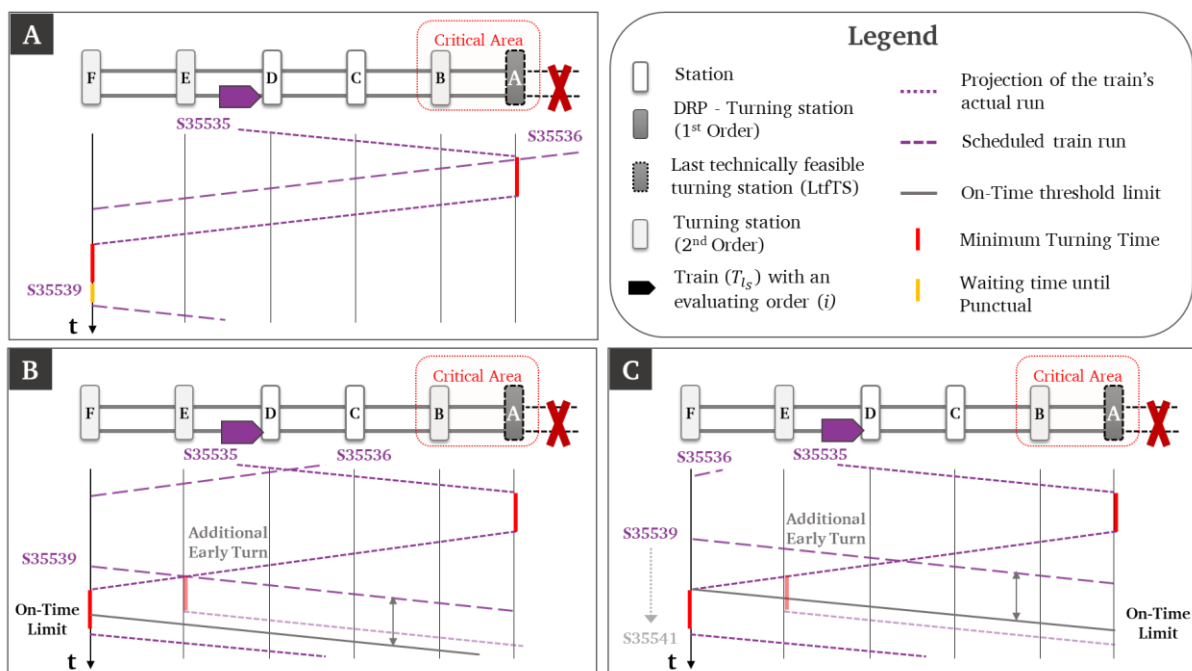 A
Critical Area
F
E
D
C
B
A
S35535
S35536
S35539
t
Legend
Station
DRP - Turning station
(1st Order)
Last technically feasible
turning station (LtfTS)
Turning station
(2nd Order)
Train (Tls) with an
evaluating order (i)
Projection of the train's
actual run
Scheduled train run
On-Time threshold limit
Minimum Turning Time
Waiting time until
Punctual
B
Critical Area
F
E
D
C
B
A
S35535
S35536
Additional
Early Turn
S35539
On-Time
Limit
t
C
Critical Area
F
E
D
C
B
A
S35536
S35535
Additional
Early Turn
S35539
S35541
On-Time
Limit
t